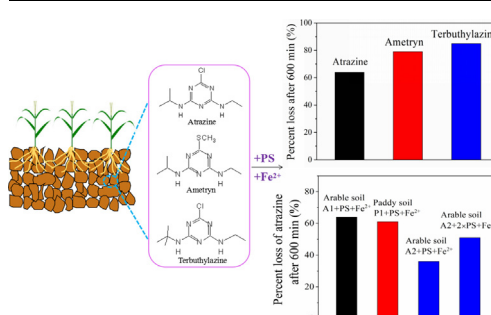 Cl
N
N
N
N
H
N
H
Atrazine
SCH₃
N
N
N
N
H
N
H
Ametryn
Cl
N
N
N
N
H
N
H
Terbuthylazine
+PS
+Fe²⁺
Percent loss after 600 min (%)
100
80
60
40
20
0
Atrazine
Ametryn
Terbuthylazine
Percent loss of atrazine
after 600 min (%)
80
60
40
20
Arable soil
A1+PS+Fe²⁺
Paddy soil
P1+PS+Fe²⁺
Arable soil
A2+PS+Fe²⁺
Arable soil
A2+2×PS+Fe